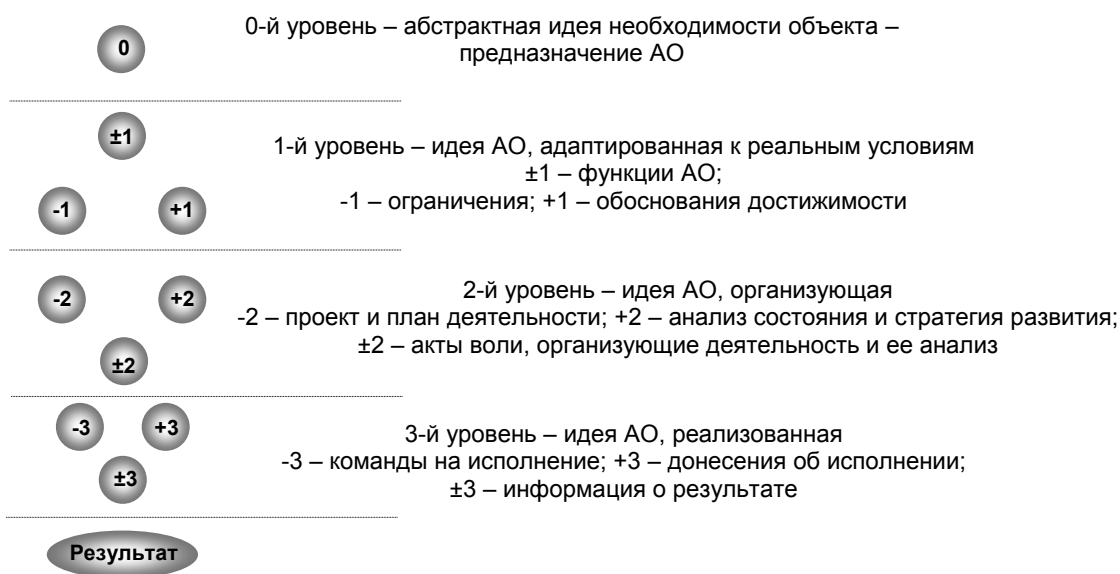 0
0-й уровень – абстрактная идея необходимости объекта –
предназначение АО
±1
1-й уровень – идея АО, адаптированная к реальным условиям
±1 – функции АО;
-1
+1
-1 – ограничения; +1 – обоснования достижимости
-2
+2
2-й уровень – идея АО, организующая
-2 – проект и план деятельности; +2 – анализ состояния и стратегия развития;
±2
±2 – акты воли, организующие деятельность и ее анализ
-3
+3
3-й уровень – идея АО, реализованная
-3 – команды на исполнение; +3 – донесения об исполнении;
±3
±3 – информация о результате
Результат